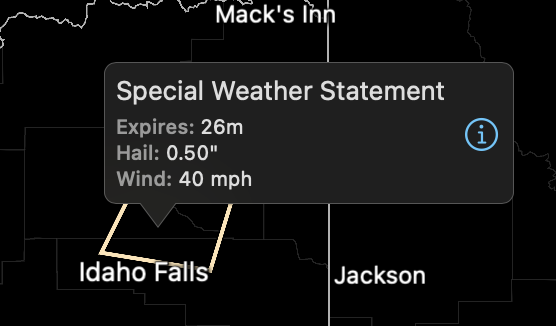 Mack's Inn
Special Weather Statement
Expires: 26m
Hail: 0.50"
Wind: 40 mph
Idaho Falls
Jackson